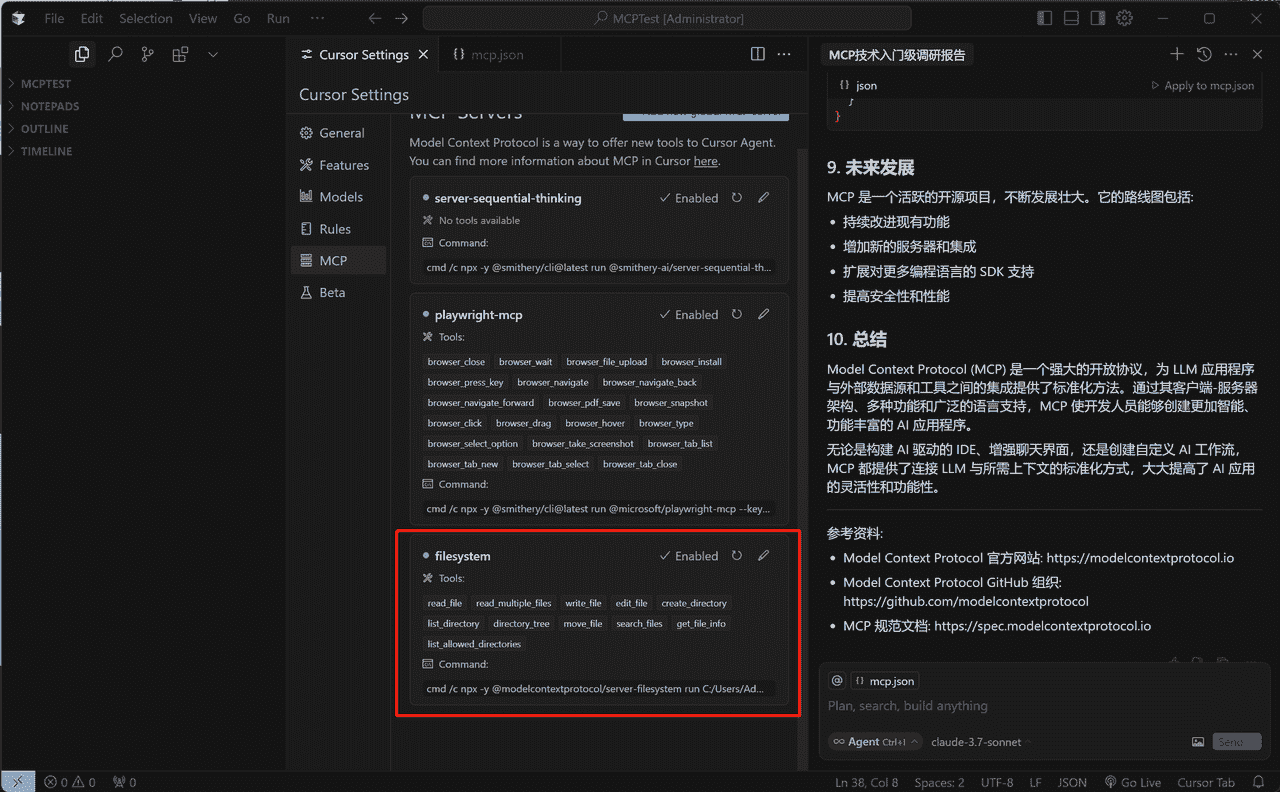 File Edit Selection View Go Run ··· MCPTest [Administrator]
MCPTEST
NOTEPADS
OUTLINE
TIMELINE
Cursor Settings
{} mcp.json
Cursor Settings
General
Features
Models
Rules
MCP
Beta
MCP Servers
Model Context Protocol is a way to offer new tools to Cursor Agent.
You can find more information about MCP in Cursor here.
server-sequential-thinking Enabled
No tools available
Command:
cmd /c npx -y @smithery/cli@latest run @smithery-ai/server-sequential-th...
playwright-mcp Enabled
Tools:
browser_close browser_wait browser_file_upload browser_install
browser_press_key browser_navigate browser_navigate_back
browser_navigate_forward browser_pdf_save browser_snapshot
browser_click browser_drag browser_hover browser_type
browser_select_option browser_take_screenshot browser_tab_list
browser_tab_new browser_tab_select browser_tab_close
Command:
cmd /c npx -y @smithery/cli@latest run @microsoft/playwright-mcp --key...
filesystem Enabled
Tools:
read_file read_multiple_files write_file edit_file create_directory
list_directory directory_tree move_file search_files get_file_info
list_allowed_directories
Command:
cmd /c npx -y @modelcontextprotocol/server-filesystem run C:/Users/Ad...
MCP技术入门级调研报告
{} json Apply to mcp.json
}
9. 未来发展
MCP 是一个活跃的开源项目，不断发展壮大。它的路线图包括:
• 持续改进现有功能
• 增加新的服务器和集成
• 扩展对更多编程语言的 SDK 支持
• 提高安全性和性能
10. 总结
Model Context Protocol (MCP) 是一个强大的开放协议，为 LLM 应用程序
与外部数据源和工具之间的集成提供了标准化方法。通过其客户端-服务器
架构、多种功能和广泛的语言支持，MCP 使开发人员能够创建更加智能、
功能丰富的 AI 应用程序。
无论是构建 AI 驱动的 IDE、增强聊天界面，还是创建自定义 AI 工作流，
MCP 都提供了连接 LLM 与所需上下文的标准化方式，大大提高了 AI 应用
的灵活性和功能性。
参考资料:
• Model Context Protocol 官方网站: https://modelcontextprotocol.io
• Model Context Protocol GitHub 组织:
https://github.com/modelcontextprotocol
• MCP 规范文档: https://spec.modelcontextprotocol.io
@ {} mcp.json
Plan, search, build anything
Agent Ctrl+I claude-3.7-sonnet Send
0 0 0 Ln 38, Col 8 Spaces: 2 UTF-8 LF JSON Go Live Cursor Tab